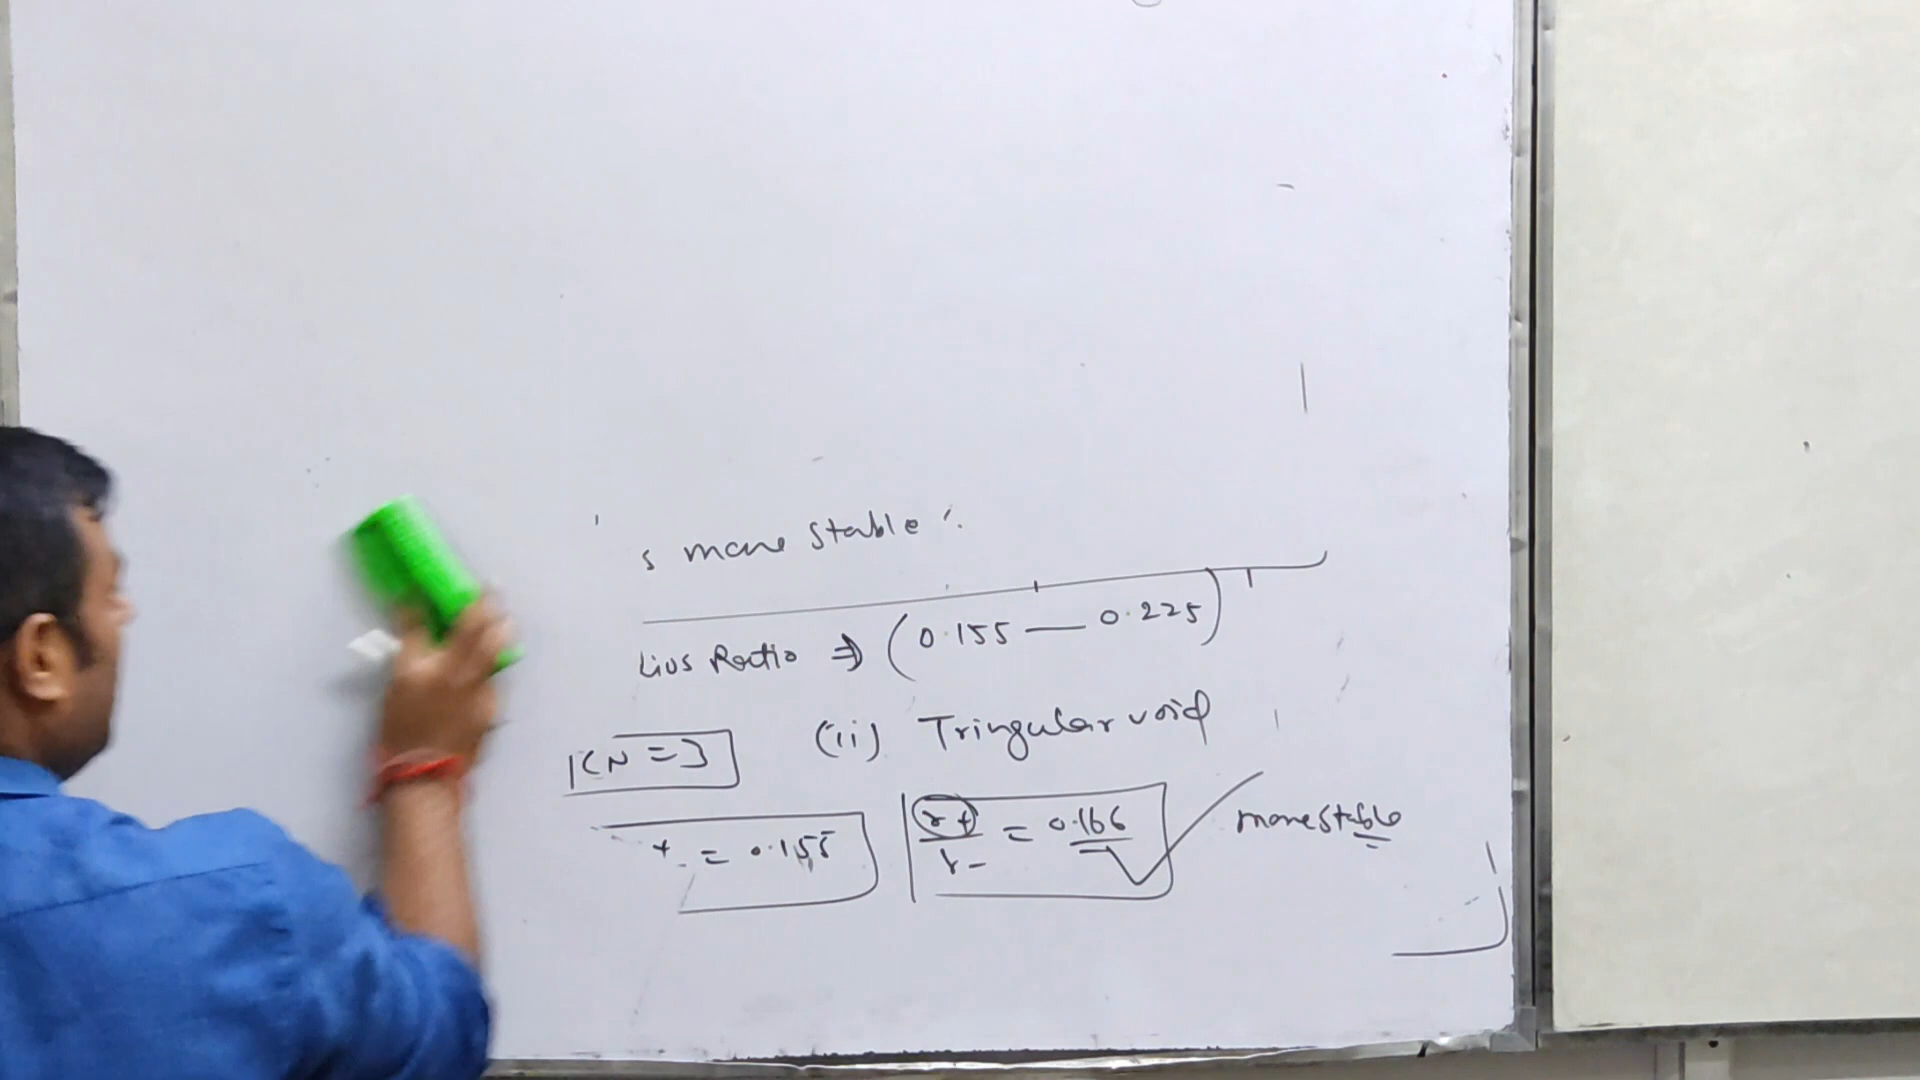 s more stable ".
lius Ratio ⇒ (0.155 — 0.225)
CN = 3
(ii) Tringular void
+ = 0.155
r+/r- = 0.166
more stable